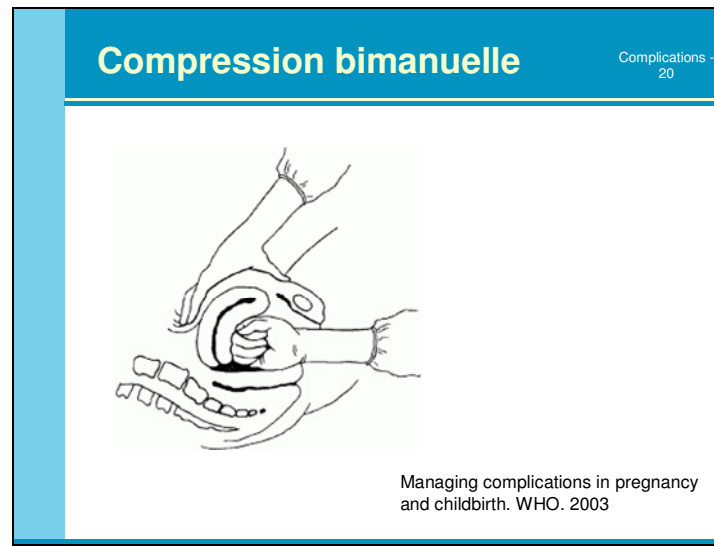 Compression bimanuelle
Complications -
20
Managing complications in pregnancy
and childbirth. WHO. 2003